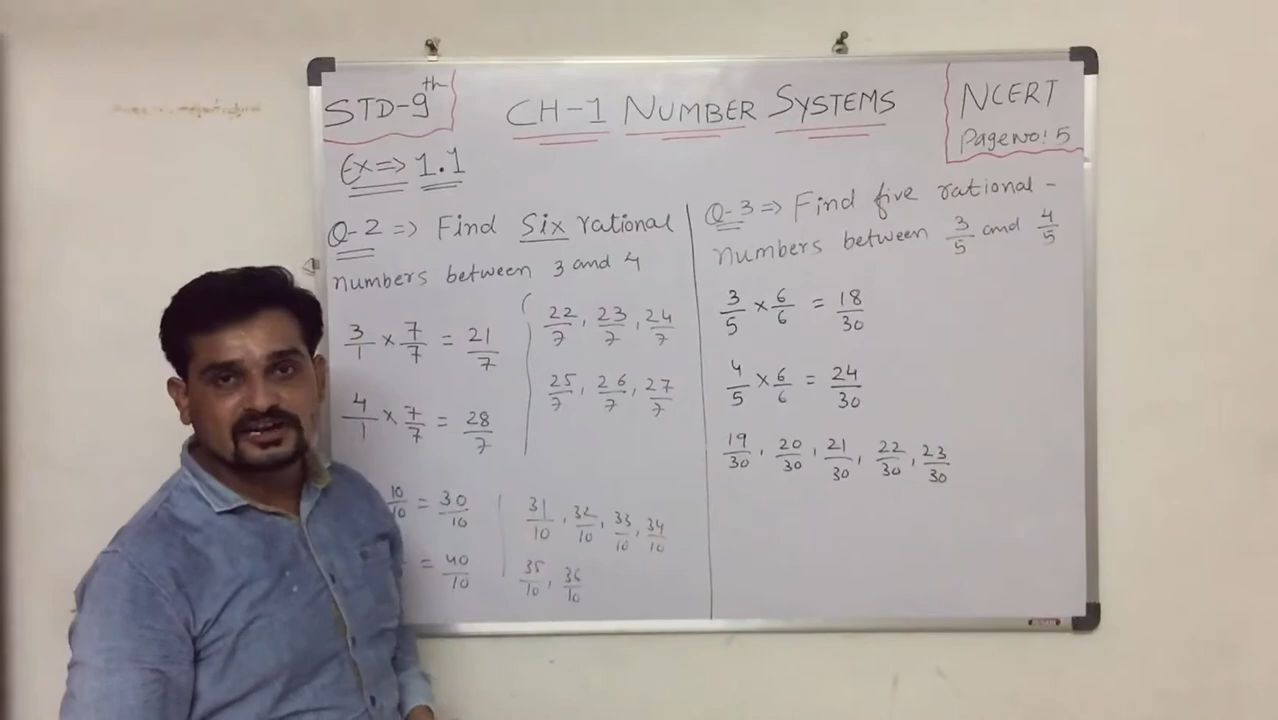 STD-9th
CH-1 NUMBER SYSTEMS
NCERT
Page no! 5
Ex=> 1.1
Q-2 => Find Six rational
numbers between 3 and 4
3/1 × 7/7 = 21/7
4/1 × 7/7 = 28/7
22/7, 23/7, 24/7
25/7, 26/7, 27/7
10/10 = 30/10
= 40/10
31/10, 32/10, 33/10, 34/10
35/10, 36/10
Q-3 => Find five rational -
numbers between 3/5 and 4/5
3/5 × 6/6 = 18/30
4/5 × 6/6 = 24/30
19/30, 20/30, 21/30, 22/30, 23/30